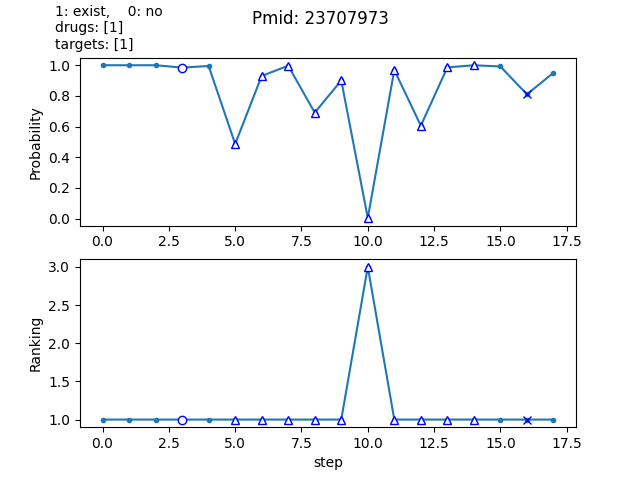 1: exist,    0: no
Pmid: 23707973
drugs: [1]
targets: [1]
Probability
1.0
0.8
0.6
0.4
0.2
0.0
0.0 2.5 5.0 7.5 10.0 12.5 15.0 17.5
Ranking
3.0
2.5
2.0
1.5
1.0
0.0 2.5 5.0 7.5 10.0 12.5 15.0 17.5
step